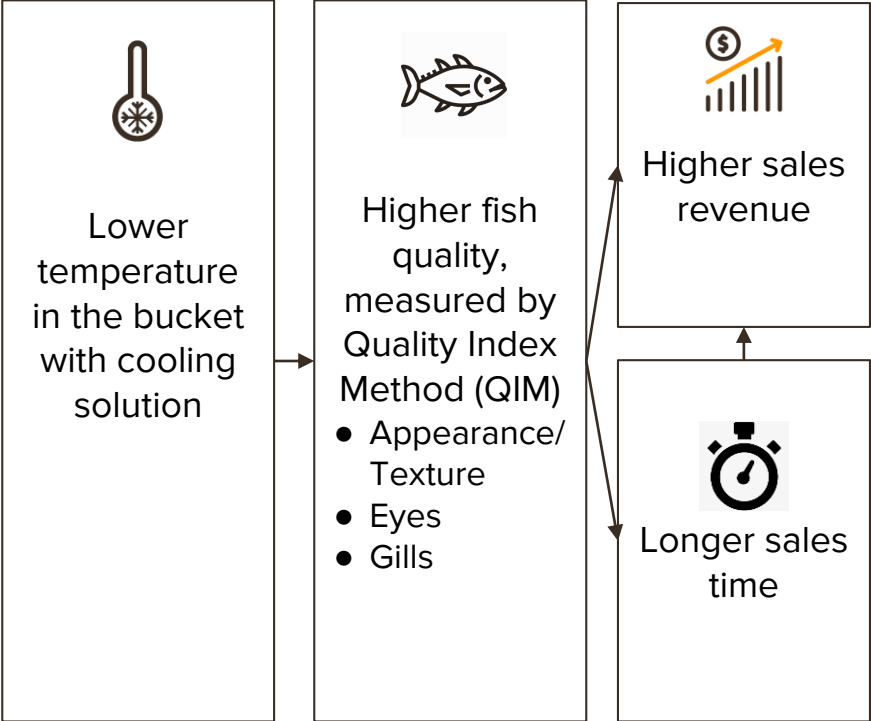 Lower
temperature
in the bucket
with cooling
solution
Higher fish
quality,
measured by
Quality Index
Method (QIM)
● Appearance/
Texture
● Eyes
● Gills
$
Higher sales
revenue
Longer sales
time